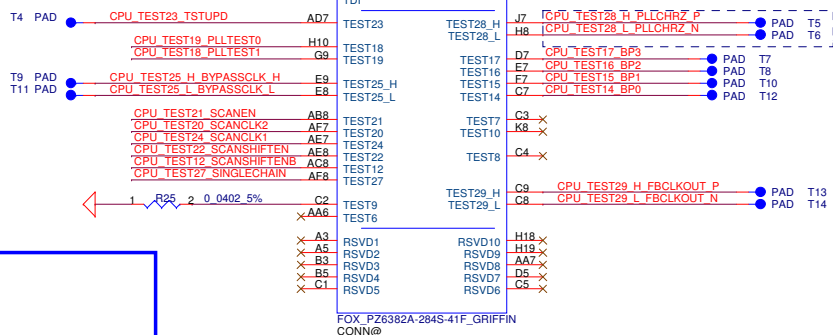 TDI
T4 PAD CPU_TEST23_TSTUPD AD7 TEST23 TEST28_H J7 CPU_TEST28_H_PLLCHRZ_P PAD T5
TEST28_L H8 CPU_TEST28_L_PLLCHRZ_N PAD T6
CPU_TEST19_PLLTEST0 H10 TEST18
CPU_TEST18_PLLTEST1 G9 TEST19 TEST17 D7 CPU_TEST17_BP3 PAD T7
TEST16 E7 CPU_TEST16_BP2 PAD T8
T9 PAD CPU_TEST25_H_BYPASSCLK_H E9 TEST25_H TEST15 F7 CPU_TEST15_BP1 PAD T10
T11 PAD CPU_TEST25_L_BYPASSCLK_L E8 TEST25_L TEST14 C7 CPU_TEST14_BP0 PAD T12
CPU_TEST21_SCANEN AB8 TEST21 TEST7 C3
CPU_TEST20_SCANCLK2 AF7 TEST20 TEST10 K8
CPU_TEST24_SCANCLK1 AE7 TEST24
CPU_TEST22_SCANSHIFTEN AE8 TEST22 TEST8 C4
CPU_TEST12_SCANSHIFTENB AC8 TEST12
CPU_TEST27_SINGLECHAIN AF8 TEST27
TEST29_H C9 CPU_TEST29_H_FBCLKOUT_P PAD T13
1 R25 2 0_0402_5% C2 TEST9 TEST29_L C8 CPU_TEST29_L_FBCLKOUT_N PAD T14
AA6 TEST6
A3 RSVD1 RSVD10 H18
A5 RSVD2 RSVD9 H19
B3 RSVD3 RSVD8 AA7
B5 RSVD4 RSVD7 D5
C1 RSVD5 RSVD6 C5
FOX_PZ6382A-284S-41F_GRIFFIN
CONN@